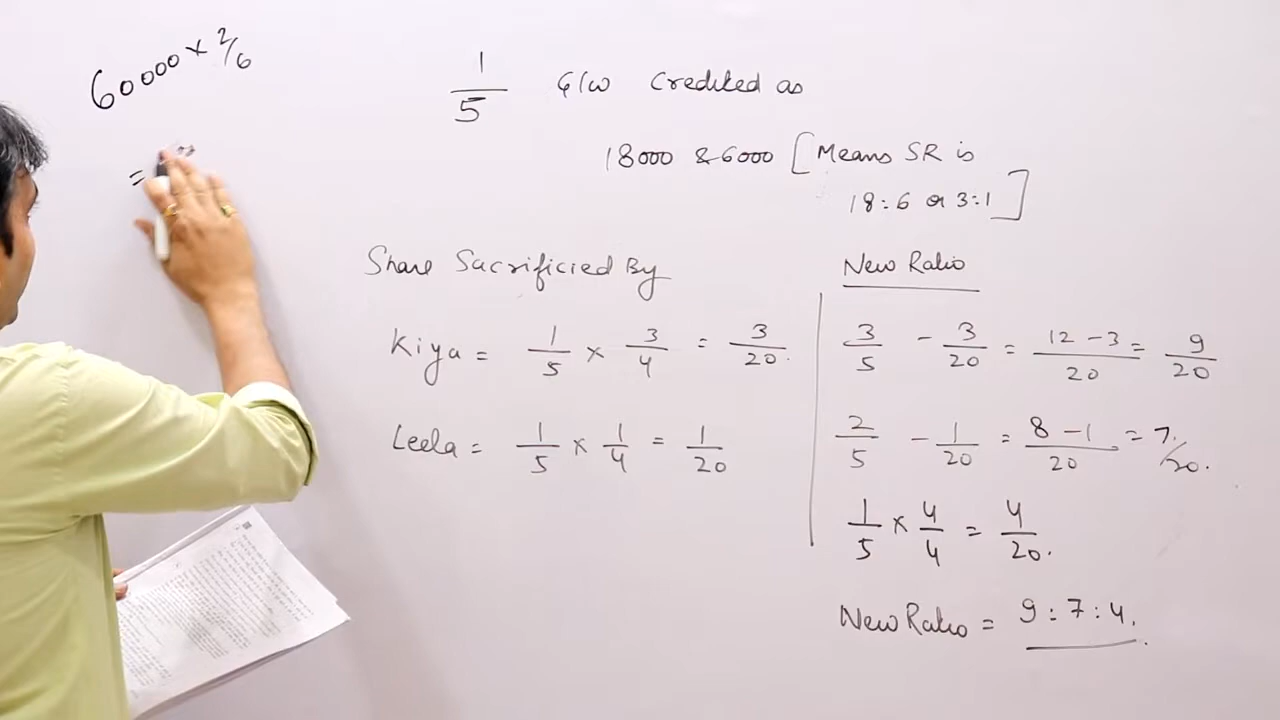 60000 × 2/6
=
1/5 G/W Credited as
18000 & 6000 [Means SR is
18:6 or 3:1]
Share Sacrificied By
New Ratio
Kiya = 1/5 × 3/4 = 3/20.
3/5 - 3/20 = 12-3/20 = 9/20
Leela = 1/5 × 1/4 = 1/20
2/5 - 1/20 = 8-1/20 = 7/20.
1/5 × 4/4 = 4/20.
New Ratio = 9:7:4.